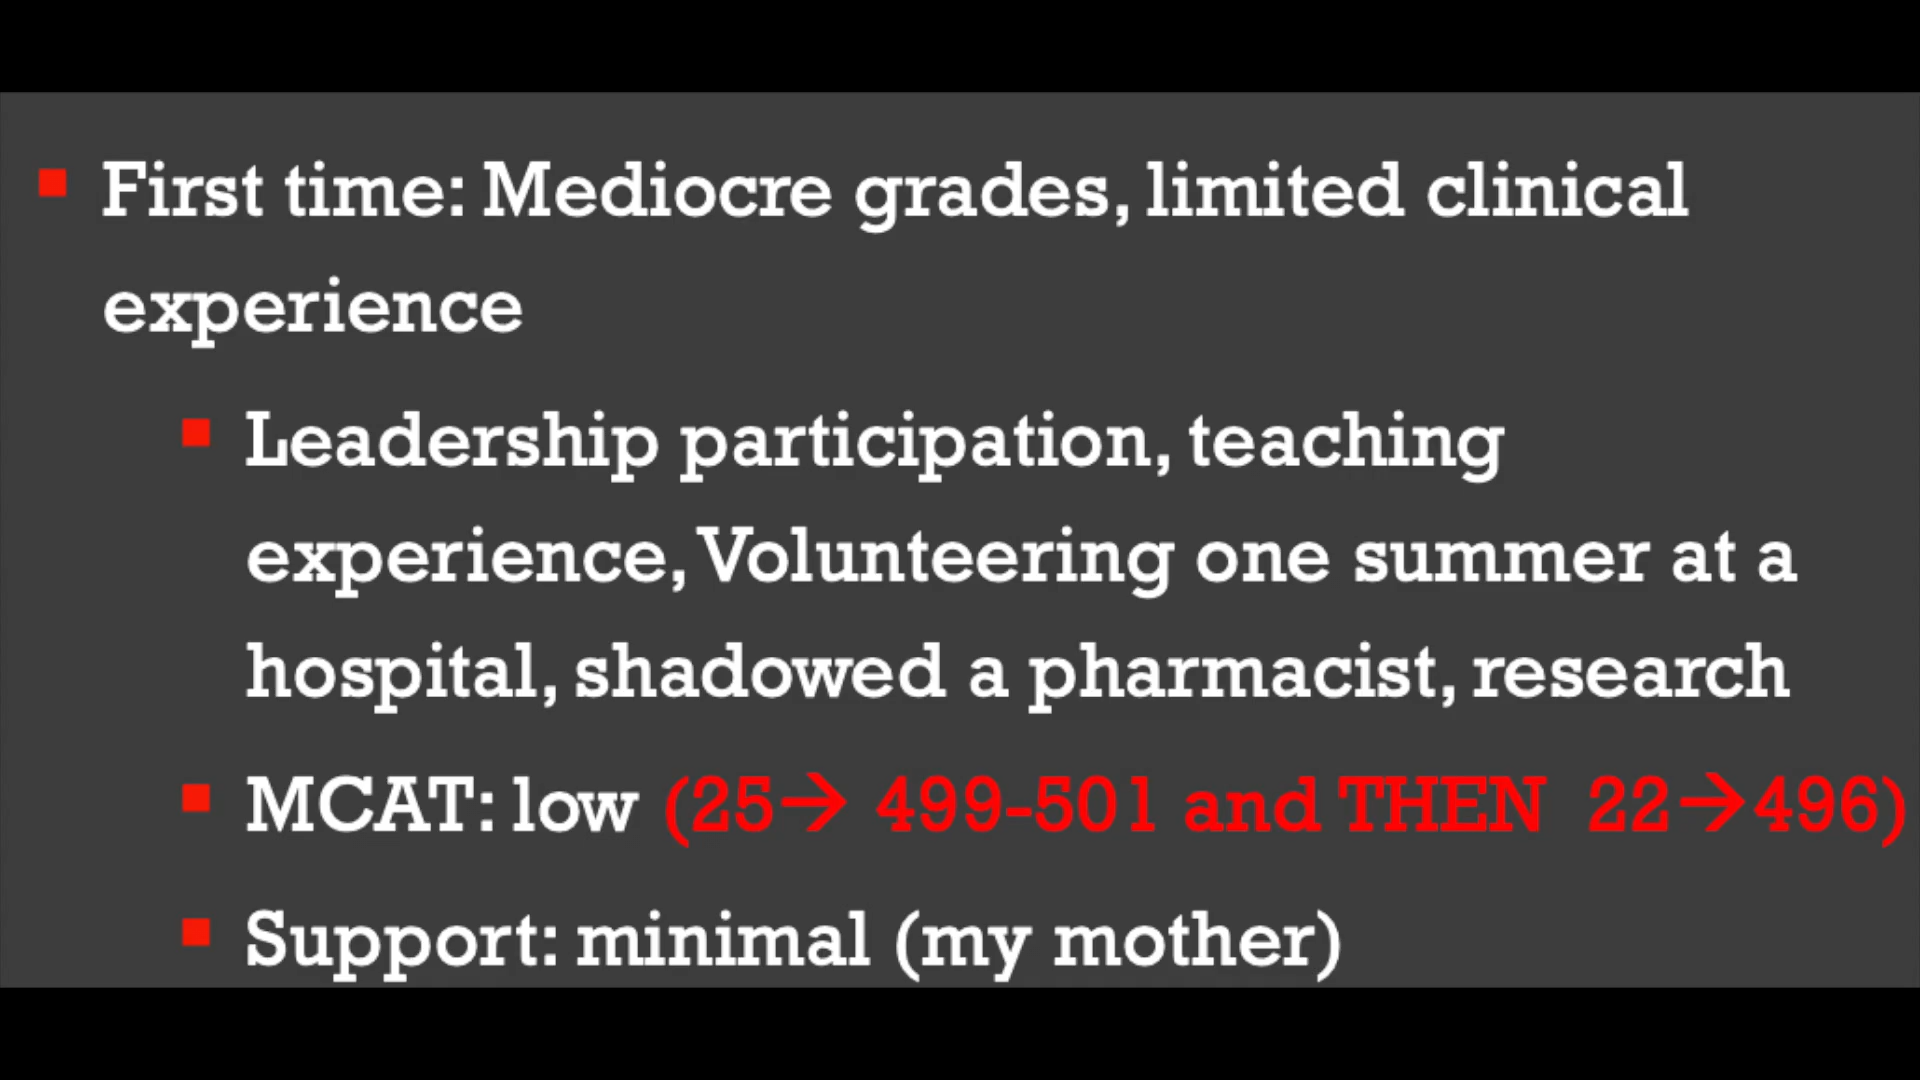 First time: Mediocre grades, limited clinical
experience
Leadership participation, teaching
experience, Volunteering one summer at a
hospital, shadowed a pharmacist, research
MCAT: low (25→ 499-501 and THEN 22→496)
Support: minimal (my mother)